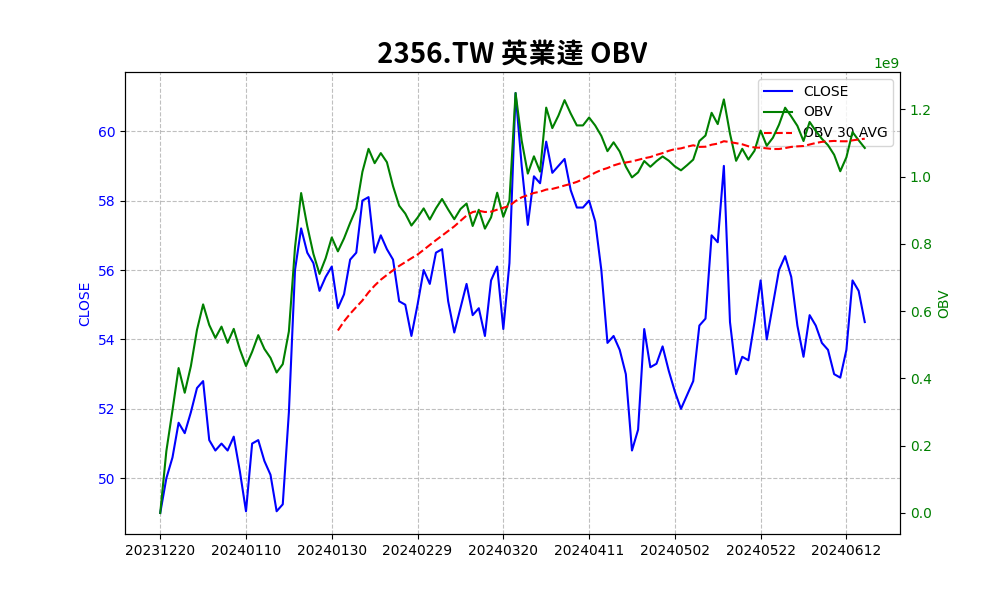 2356.TW 英業達 OBV
1e9
CLOSE
OBV
OBV 30 AVG
60
58
56
54
52
50
CLOSE
1.2
1.0
0.8
0.6
0.4
0.2
0.0
OBV
20231220 20240110 20240130 20240229 20240320 20240411 20240502 20240522 20240612